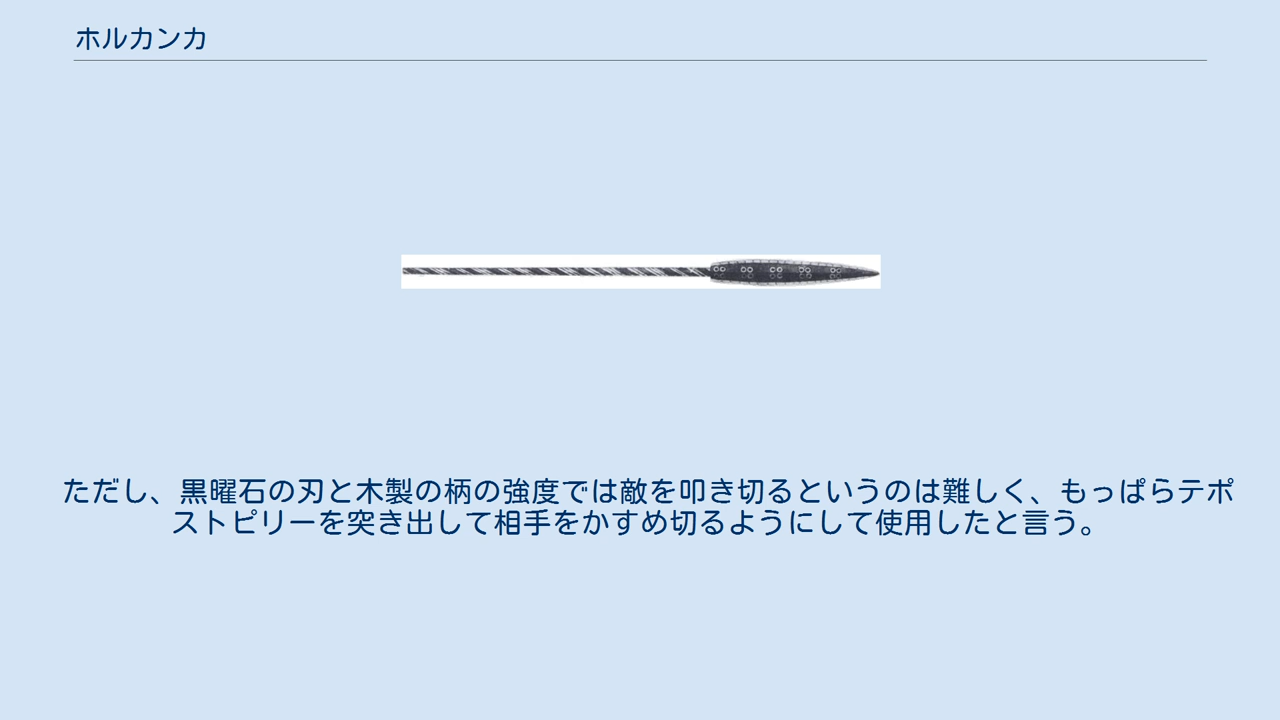 ホルカンカ
ただし、黒曜石の刃と木製の柄の強度では敵を叩き切るというのは難しく、もっぱらテポ
ストピリーを突き出して相手をかすめ切るようにして使用したと言う。